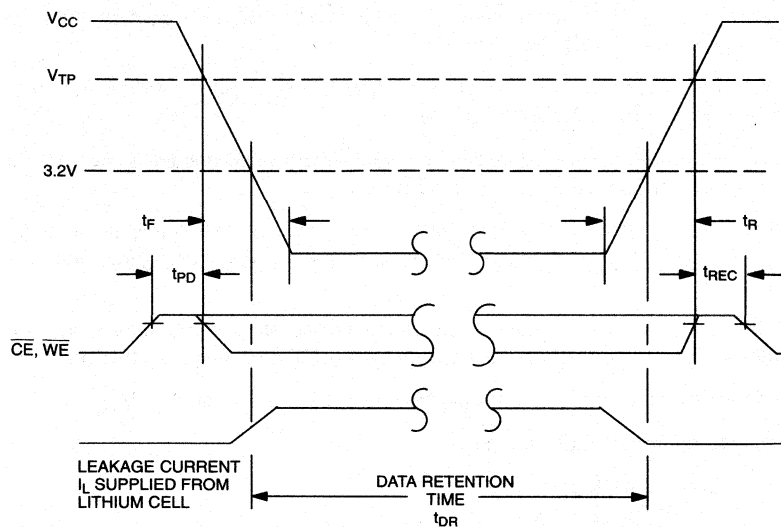 VCC
VTP
3.2V
tF
tR
tPD
tREC
CE, WE
LEAKAGE CURRENT
IL SUPPLIED FROM
LITHIUM CELL
DATA RETENTION
TIME
tDR